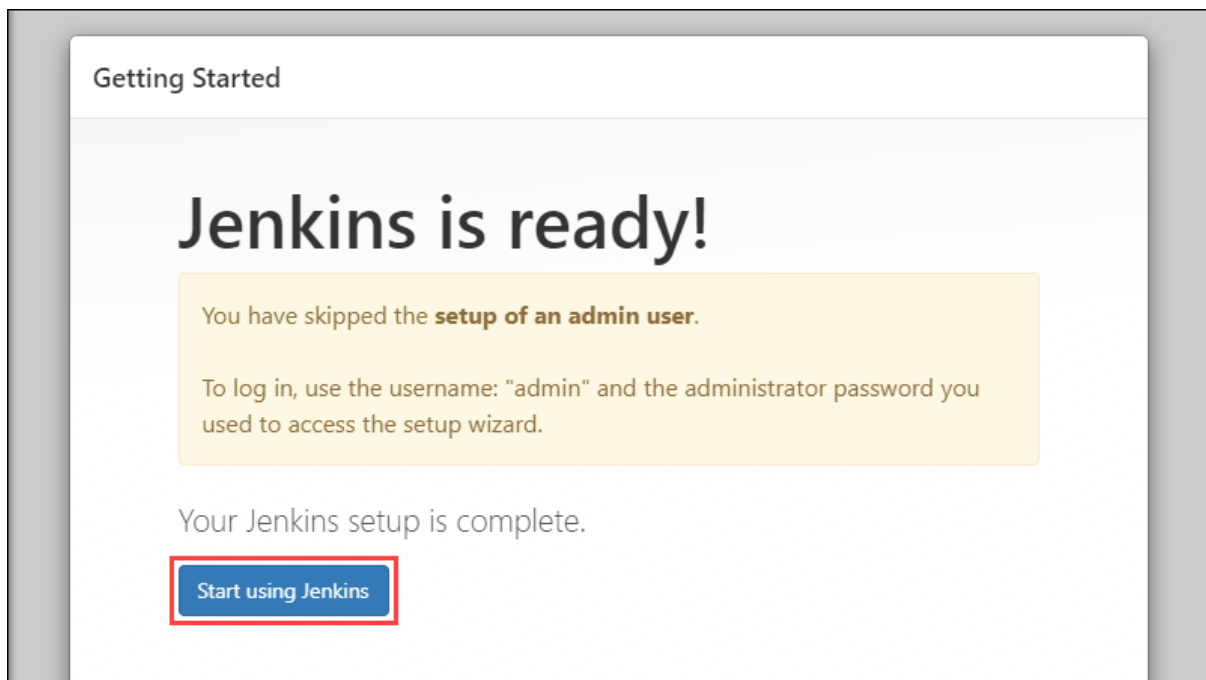 Getting Started
Jenkins is ready!
You have skipped the setup of an admin user.
To log in, use the username: "admin" and the administrator password you
used to access the setup wizard.
Your Jenkins setup is complete.
Start using Jenkins